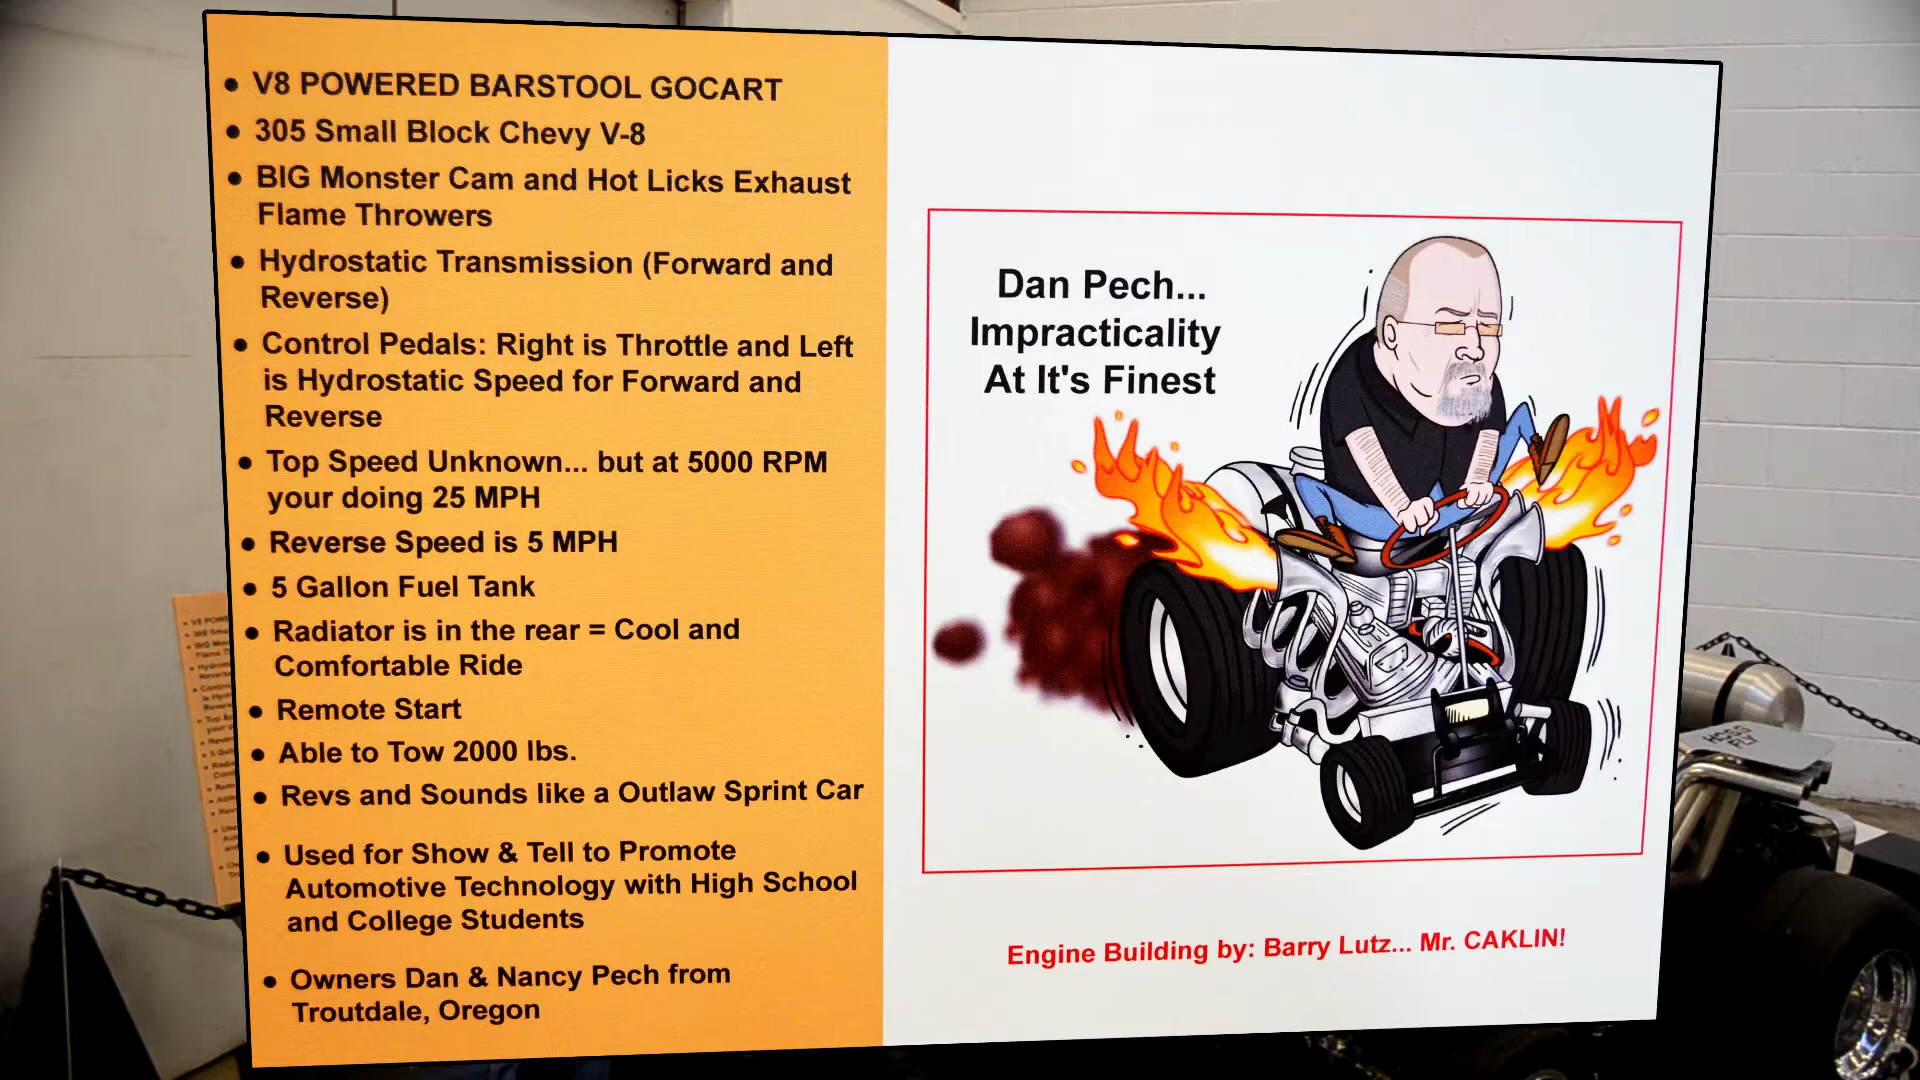 • V8 POWERED BARSTOOL GOCART
• 305 Small Block Chevy V-8
• BIG Monster Cam and Hot Licks Exhaust
Flame Throwers
• Hydrostatic Transmission (Forward and
Reverse)
• Control Pedals: Right is Throttle and Left
is Hydrostatic Speed for Forward and
Reverse
• Top Speed Unknown... but at 5000 RPM
your doing 25 MPH
• Reverse Speed is 5 MPH
• 5 Gallon Fuel Tank
• Radiator is in the rear = Cool and
Comfortable Ride
• Remote Start
• Able to Tow 2000 lbs.
• Revs and Sounds like a Outlaw Sprint Car
• Used for Show & Tell to Promote
Automotive Technology with High School
and College Students
• Owners Dan & Nancy Pech from
Troutdale, Oregon
Dan Pech...
Impracticality
At It's Finest
Engine Building by: Barry Lutz... Mr. CAKLIN!